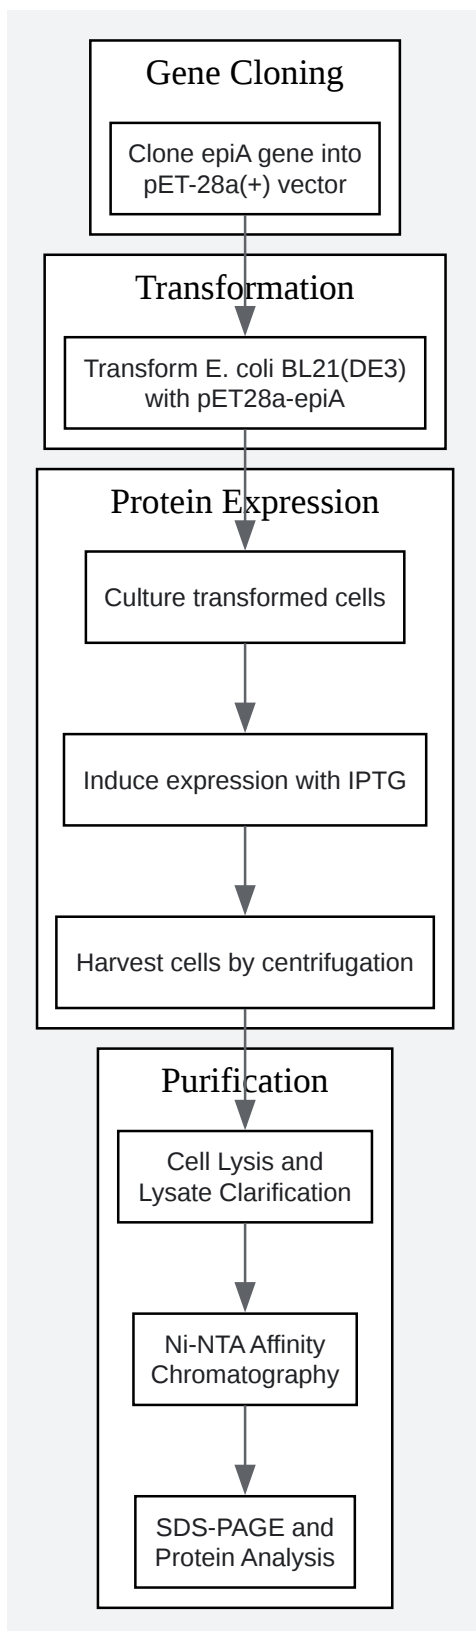 Gene Cloning
Clone epiA gene into
pET-28a(+) vector
Transformation
Transform E. coli BL21(DE3)
with pET28a-epiA
Protein Expression
Culture transformed cells
Induce expression with IPTG
Harvest cells by centrifugation
Purification
Cell Lysis and
Lysate Clarification
Ni-NTA Affinity
Chromatography
SDS-PAGE and
Protein Analysis